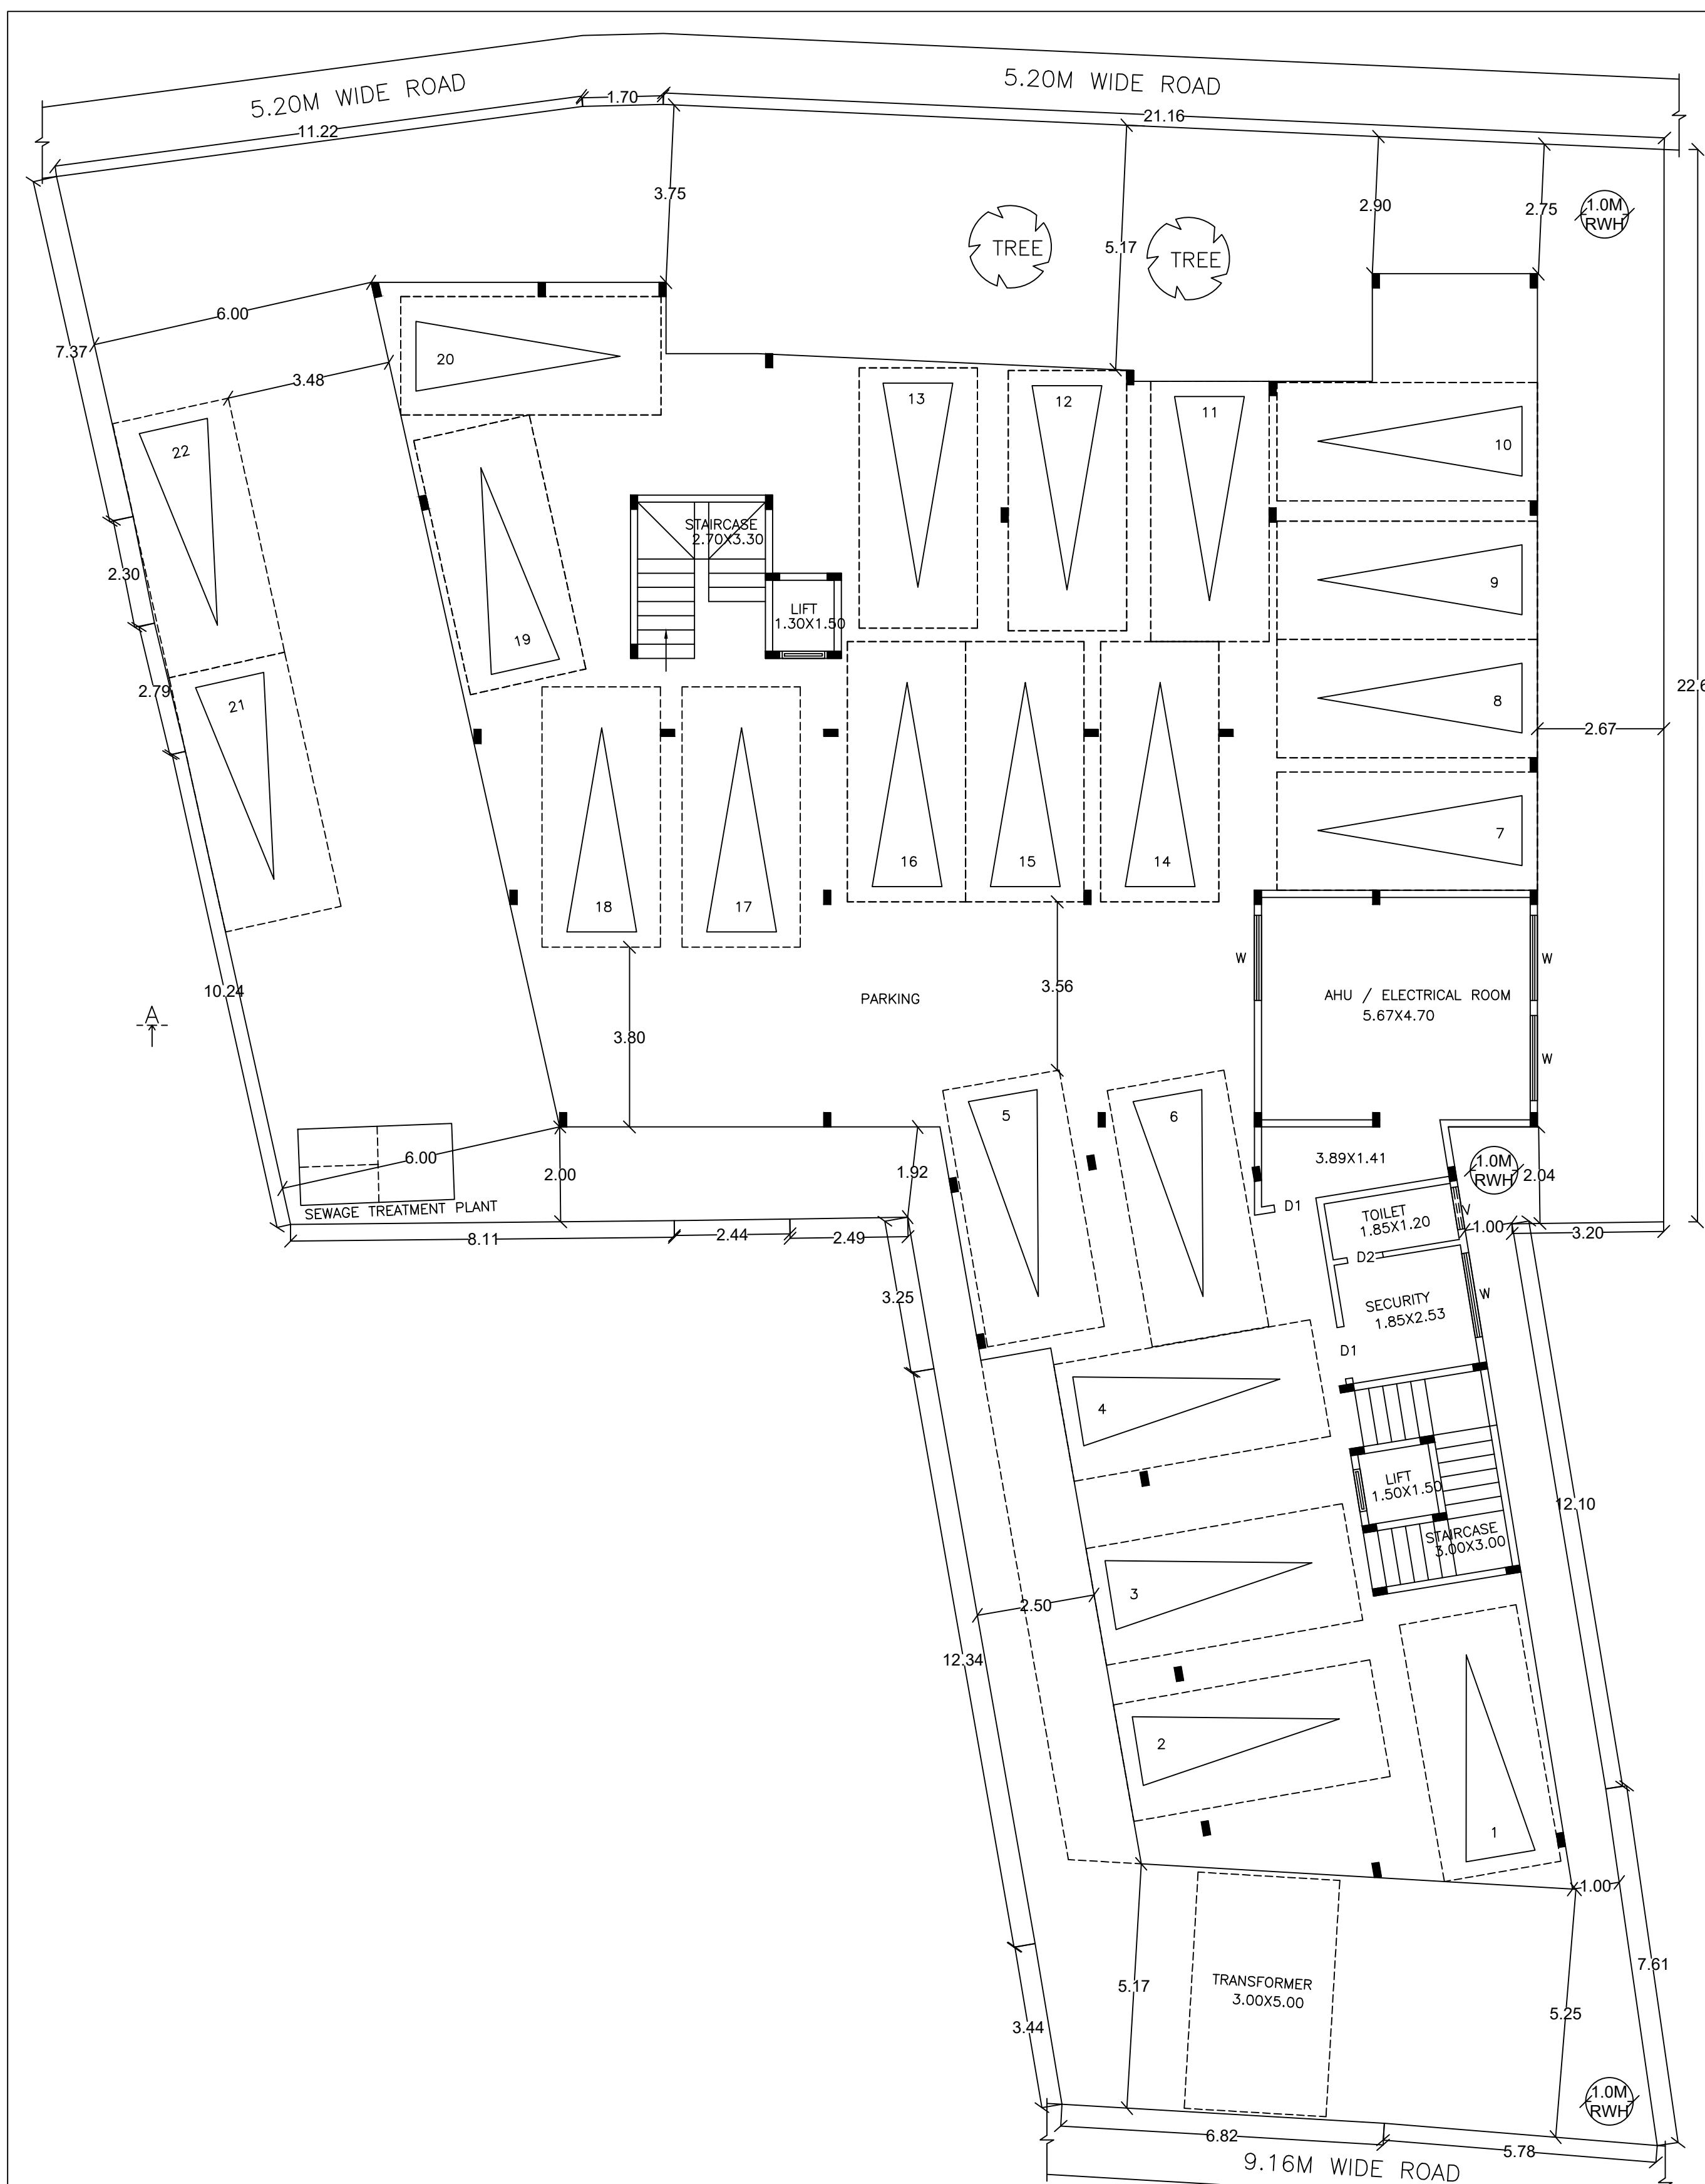 5.20M WIDE ROAD
5.20M WIDE ROAD
1.70
11.22
21.16
3.75
5.17
2.90
2.75
1.0M
RWH
TREE
TREE
6.00
7.37
3.48
20
13
12
11
10
22
STAIRCASE
2.70X3.30
2.30
9
LIFT
1.30X1.50
19
2.79
21
8
2.67
7
16
15
14
18
17
W
W
3.56
10.24
PARKING
AHU / ELECTRICAL ROOM
5.67X4.70
A
3.80
W
5
6
6.00
2.00
1.92
3.89X1.41
1.0M
RWH
2.04
SEWAGE TREATMENT PLANT
D1
TOILET
1.85X1.20
V
1.00
3.20
8.11
2.44
2.49
D2
3.25
SECURITY
1.85X2.53
W
D1
4
LIFT
1.50X1.50
12.10
STAIRCASE
3.00X3.00
3
2.50
12.34
2
1
1.00
7.61
5.17
TRANSFORMER
3.00X5.00
5.25
3.44
1.0M
RWH
6.82
5.78
9.16M WIDE ROAD